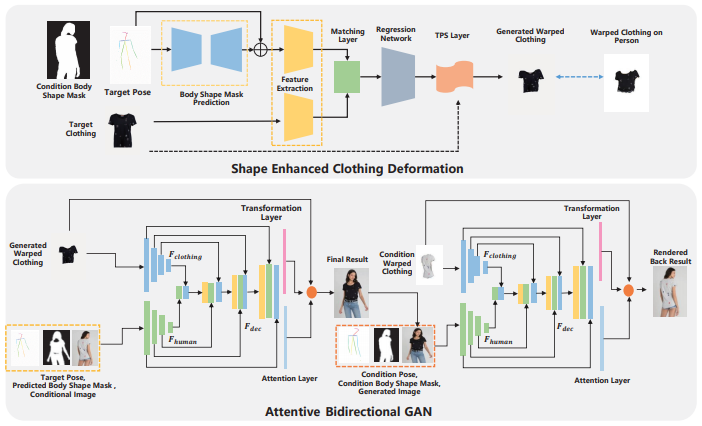 Condition Body
Shape Mask
Target Pose
Body Shape Mask
Prediction
Target
Clothing
Feature
Extraction
Matching
Layer
Regression
Network
TPS Layer
Generated Warped
Clothing
Warped Clothing on
Person
Shape Enhanced Clothing Deformation
Generated
Warped
Clothing
Target Pose,
Predicted Body Shape Mask ,
Conditional Image
F_clothing
F_human
F_dec
Transformation
Layer
Attention Layer
Final Result
Condition
Warped
Clothing
Condition Pose,
Condition Body Shape Mask,
Generated Image
F_clothing
F_human
F_dec
Transformation
Layer
Attention Layer
Rendered
Back Result
Attentive Bidirectional GAN